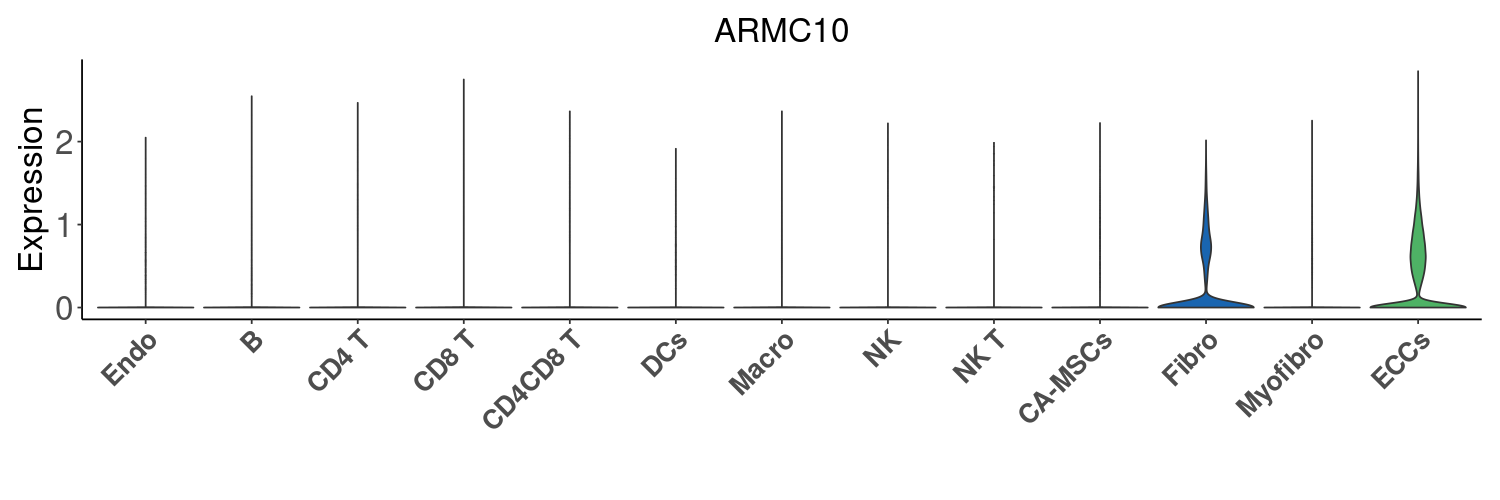 ARMC10
Expression
2
1
0
Endo
B
CD4 T
CD8 T
CD4CD8 T
DCs
Macro
NK
NK T
CA-MSCs
Fibro
Myofibro
ECCs